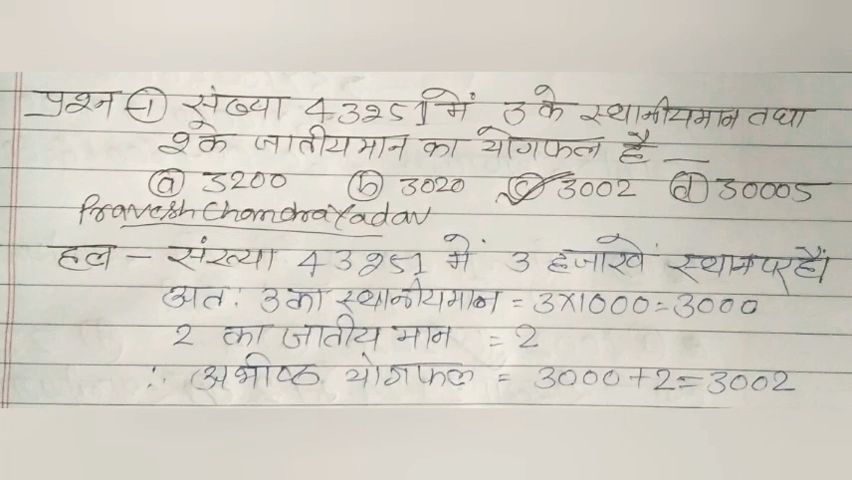 प्रश्न ① संख्या 43251 में 3 के स्थानीयमान तथा
2 के जातीयमान का योगफल है —
ⓐ 3200 ⓑ 3020 ⓒ 3002 ⓓ 30005
Pravesh Chandra Yadav
हल – संख्या 43251 में 3 हजारवें स्थान पर हैं।
अतः 3 का स्थानीयमान = 3×1000=3000
2 का जातीय मान = 2
∴ अभीष्ठ योगफल = 3000+2=3002